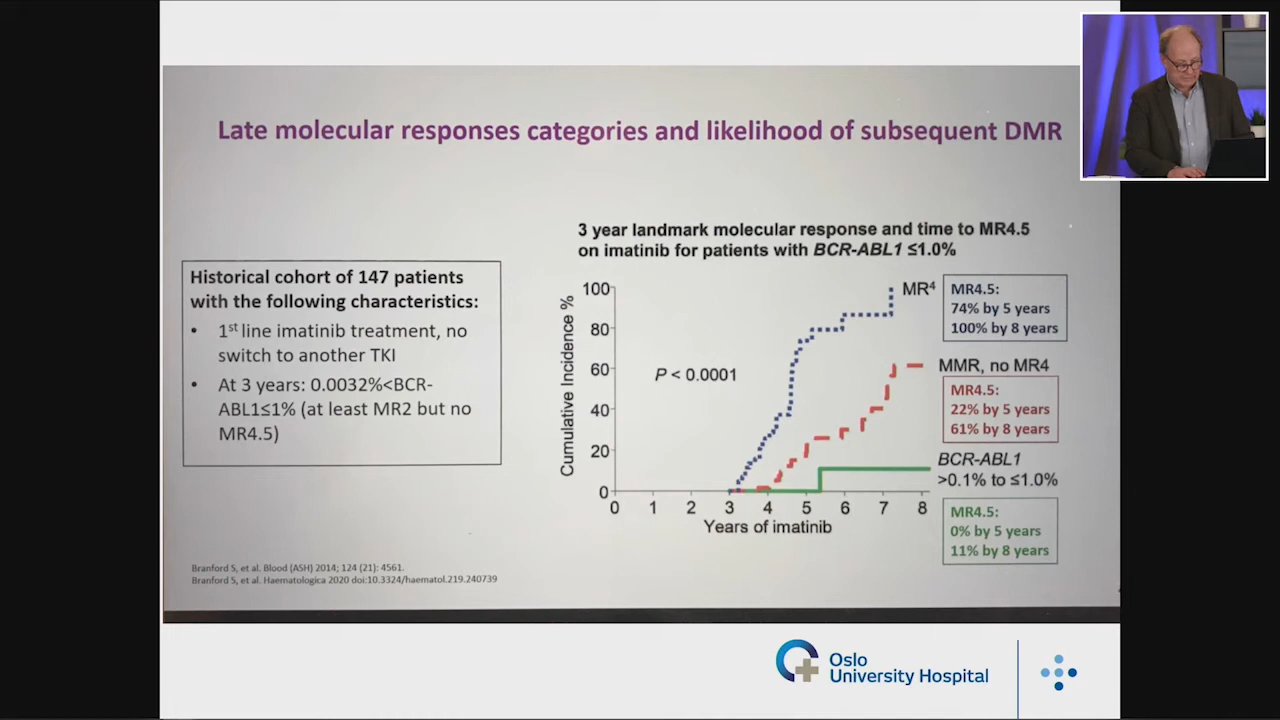 Late molecular responses categories and likelihood of subsequent DMR
Historical cohort of 147 patients
with the following characteristics:
• 1st line imatinib treatment, no
switch to another TKI
• At 3 years: 0.0032%<BCR-
ABL1≤1% (at least MR2 but no
MR4.5)
3 year landmark molecular response and time to MR4.5
on imatinib for patients with BCR-ABL1 ≤1.0%
Cumulative Incidence %
100
80
60
40
20
0
P < 0.0001
0 1 2 3 4 5 6 7 8
Years of imatinib
MR⁴
MR4.5:
74% by 5 years
100% by 8 years
MMR, no MR4
MR4.5:
22% by 5 years
61% by 8 years
BCR-ABL1
>0.1% to ≤1.0%
MR4.5:
0% by 5 years
11% by 8 years
Branford S, et al. Blood (ASH) 2014; 124 (21): 4561.
Branford S, et al. Haematologica 2020 doi:10.3324/haematol.219.240739
Oslo
University Hospital